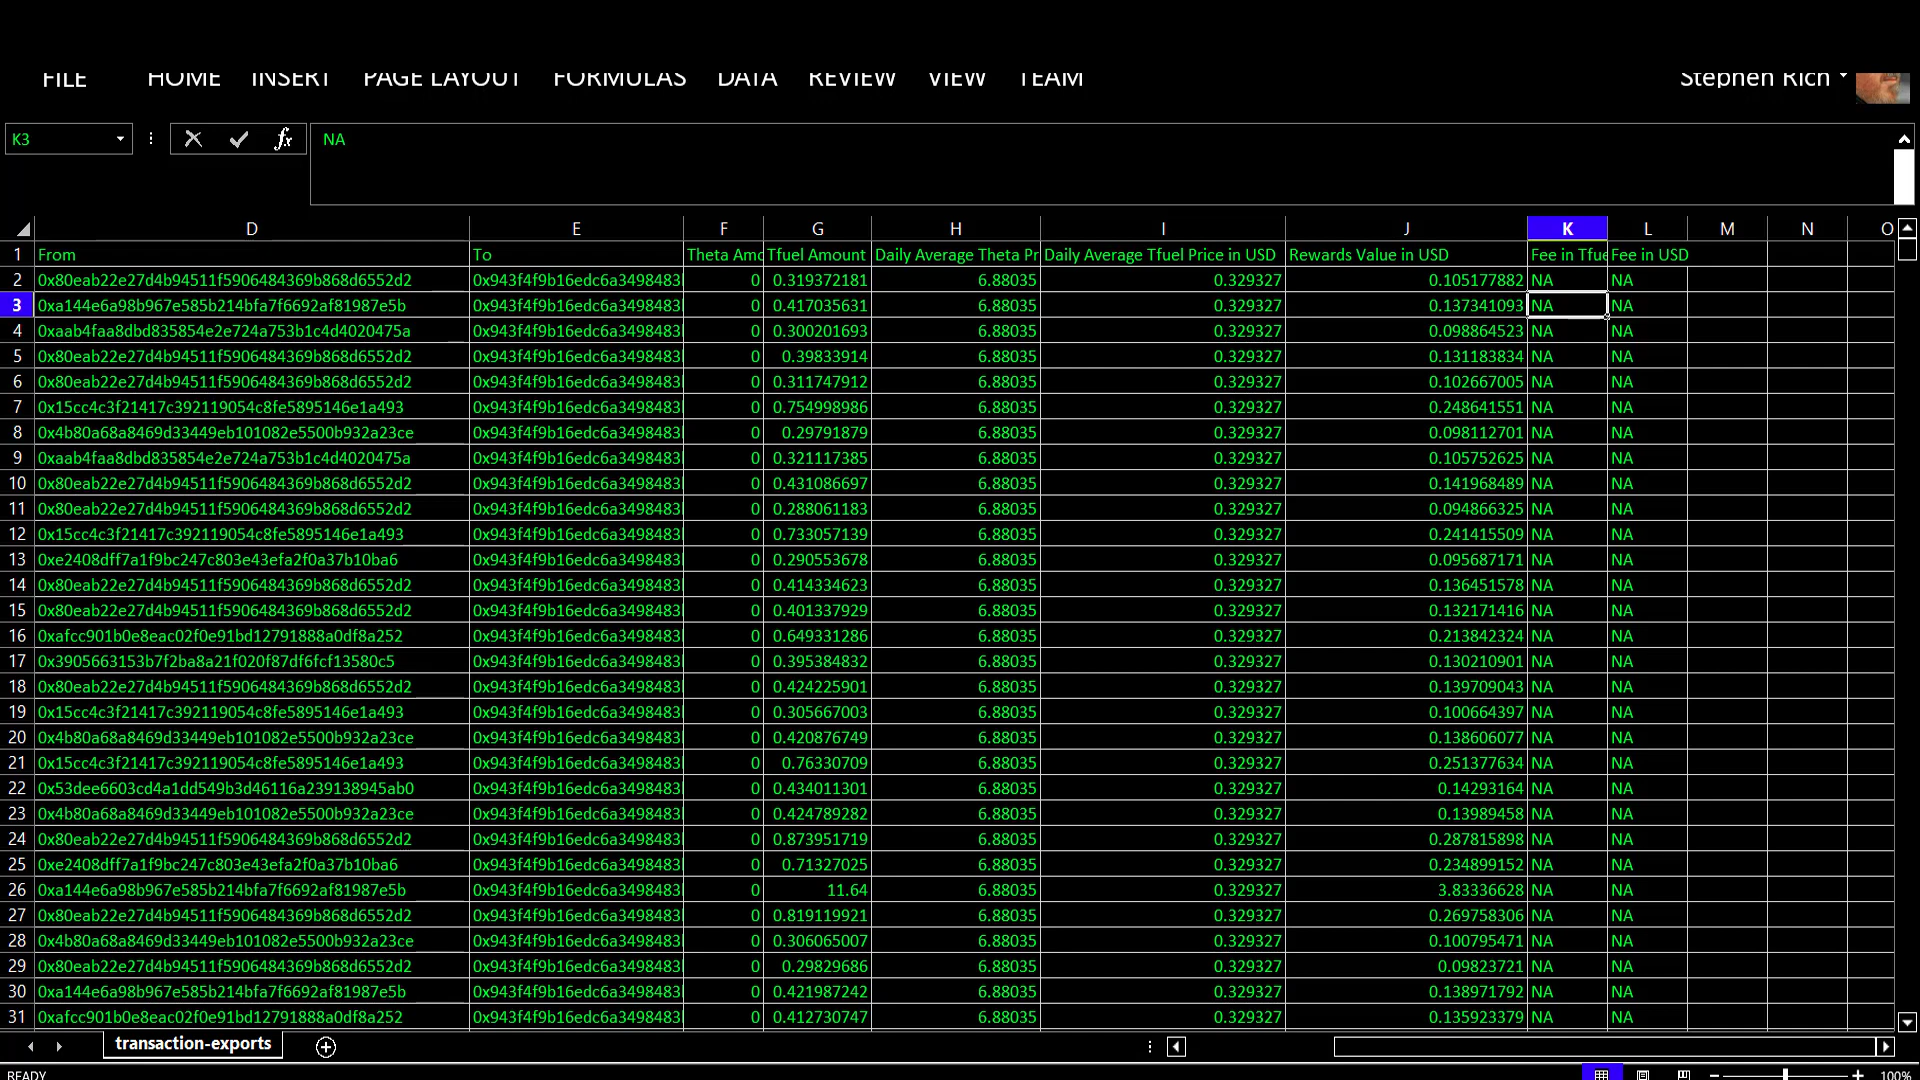 FILE HOME INSERT PAGE LAYOUT FORMULAS DATA REVIEW VIEW TEAM Stephen Rich
K3 fx NA
D E F G H I J K L M N O
1 From To Theta Amo Tfuel Amount Daily Average Theta Pr Daily Average Tfuel Price in USD Rewards Value in USD Fee in Tfue Fee in USD
2 0x80eab22e27d4b94511f5906484369b868d6552d2 0x943f4f9b16edc6a3498483 0 0.319372181 6.88035 0.329327 0.105177882 NA NA
3 0xa144e6a98b967e585b214bfa7f6692af81987e5b 0x943f4f9b16edc6a3498483 0 0.417035631 6.88035 0.329327 0.137341093 NA NA
4 0xaab4faa8dbd835854e2e724a753b1c4d4020475a 0x943f4f9b16edc6a3498483 0 0.300201693 6.88035 0.329327 0.098864523 NA NA
5 0x80eab22e27d4b94511f5906484369b868d6552d2 0x943f4f9b16edc6a3498483 0 0.39833914 6.88035 0.329327 0.131183834 NA NA
6 0x80eab22e27d4b94511f5906484369b868d6552d2 0x943f4f9b16edc6a3498483 0 0.311747912 6.88035 0.329327 0.102667005 NA NA
7 0x15cc4c3f21417c392119054c8fe5895146e1a493 0x943f4f9b16edc6a3498483 0 0.754998986 6.88035 0.329327 0.248641551 NA NA
8 0x4b80a68a8469d33449eb101082e5500b932a23ce 0x943f4f9b16edc6a3498483 0 0.29791879 6.88035 0.329327 0.098112701 NA NA
9 0xaab4faa8dbd835854e2e724a753b1c4d4020475a 0x943f4f9b16edc6a3498483 0 0.321117385 6.88035 0.329327 0.105752625 NA NA
10 0x80eab22e27d4b94511f5906484369b868d6552d2 0x943f4f9b16edc6a3498483 0 0.431086697 6.88035 0.329327 0.141968489 NA NA
11 0x80eab22e27d4b94511f5906484369b868d6552d2 0x943f4f9b16edc6a3498483 0 0.288061183 6.88035 0.329327 0.094866325 NA NA
12 0x15cc4c3f21417c392119054c8fe5895146e1a493 0x943f4f9b16edc6a3498483 0 0.733057139 6.88035 0.329327 0.241415509 NA NA
13 0xe2408dff7a1f9bc247c803e43efa2f0a37b10ba6 0x943f4f9b16edc6a3498483 0 0.290553678 6.88035 0.329327 0.095687171 NA NA
14 0x80eab22e27d4b94511f5906484369b868d6552d2 0x943f4f9b16edc6a3498483 0 0.414334623 6.88035 0.329327 0.136451578 NA NA
15 0x80eab22e27d4b94511f5906484369b868d6552d2 0x943f4f9b16edc6a3498483 0 0.401337929 6.88035 0.329327 0.132171416 NA NA
16 0xafcc901b0e8eac02f0e91bd12791888a0df8a252 0x943f4f9b16edc6a3498483 0 0.649331286 6.88035 0.329327 0.213842324 NA NA
17 0x3905663153b7f2ba8a21f020f87df6fcf13580c5 0x943f4f9b16edc6a3498483 0 0.395384832 6.88035 0.329327 0.130210901 NA NA
18 0x80eab22e27d4b94511f5906484369b868d6552d2 0x943f4f9b16edc6a3498483 0 0.424225901 6.88035 0.329327 0.139709043 NA NA
19 0x15cc4c3f21417c392119054c8fe5895146e1a493 0x943f4f9b16edc6a3498483 0 0.305667003 6.88035 0.329327 0.100664397 NA NA
20 0x4b80a68a8469d33449eb101082e5500b932a23ce 0x943f4f9b16edc6a3498483 0 0.420876749 6.88035 0.329327 0.138606077 NA NA
21 0x15cc4c3f21417c392119054c8fe5895146e1a493 0x943f4f9b16edc6a3498483 0 0.76330709 6.88035 0.329327 0.251377634 NA NA
22 0x53dee6603cd4a1dd549b3d46116a239138945ab0 0x943f4f9b16edc6a3498483 0 0.434011301 6.88035 0.329327 0.14293164 NA NA
23 0x4b80a68a8469d33449eb101082e5500b932a23ce 0x943f4f9b16edc6a3498483 0 0.424789282 6.88035 0.329327 0.13989458 NA NA
24 0x80eab22e27d4b94511f5906484369b868d6552d2 0x943f4f9b16edc6a3498483 0 0.873951719 6.88035 0.329327 0.287815898 NA NA
25 0xe2408dff7a1f9bc247c803e43efa2f0a37b10ba6 0x943f4f9b16edc6a3498483 0 0.71327025 6.88035 0.329327 0.234899152 NA NA
26 0xa144e6a98b967e585b214bfa7f6692af81987e5b 0x943f4f9b16edc6a3498483 0 11.64 6.88035 0.329327 3.83336628 NA NA
27 0x80eab22e27d4b94511f5906484369b868d6552d2 0x943f4f9b16edc6a3498483 0 0.819119921 6.88035 0.329327 0.269758306 NA NA
28 0x4b80a68a8469d33449eb101082e5500b932a23ce 0x943f4f9b16edc6a3498483 0 0.306065007 6.88035 0.329327 0.100795471 NA NA
29 0x80eab22e27d4b94511f5906484369b868d6552d2 0x943f4f9b16edc6a3498483 0 0.29829686 6.88035 0.329327 0.09823721 NA NA
30 0xa144e6a98b967e585b214bfa7f6692af81987e5b 0x943f4f9b16edc6a3498483 0 0.421987242 6.88035 0.329327 0.138971792 NA NA
31 0xafcc901b0e8eac02f0e91bd12791888a0df8a252 0x943f4f9b16edc6a3498483 0 0.412730747 6.88035 0.329327 0.135923379 NA NA
transaction-exports
READY 100%